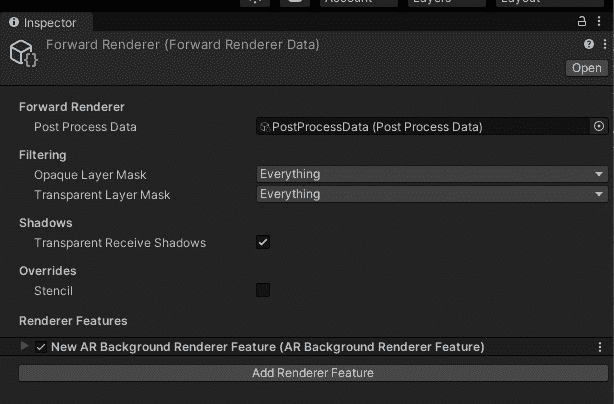 Account
Layers
Layout
Inspector
Forward Renderer (Forward Renderer Data)
Open
Forward Renderer
Post Process Data
PostProcessData (Post Process Data)
Filtering
Opaque Layer Mask
Everything
Transparent Layer Mask
Everything
Shadows
Transparent Receive Shadows
Overrides
Stencil
Renderer Features
New AR Background Renderer Feature (AR Background Renderer Feature)
Add Renderer Feature